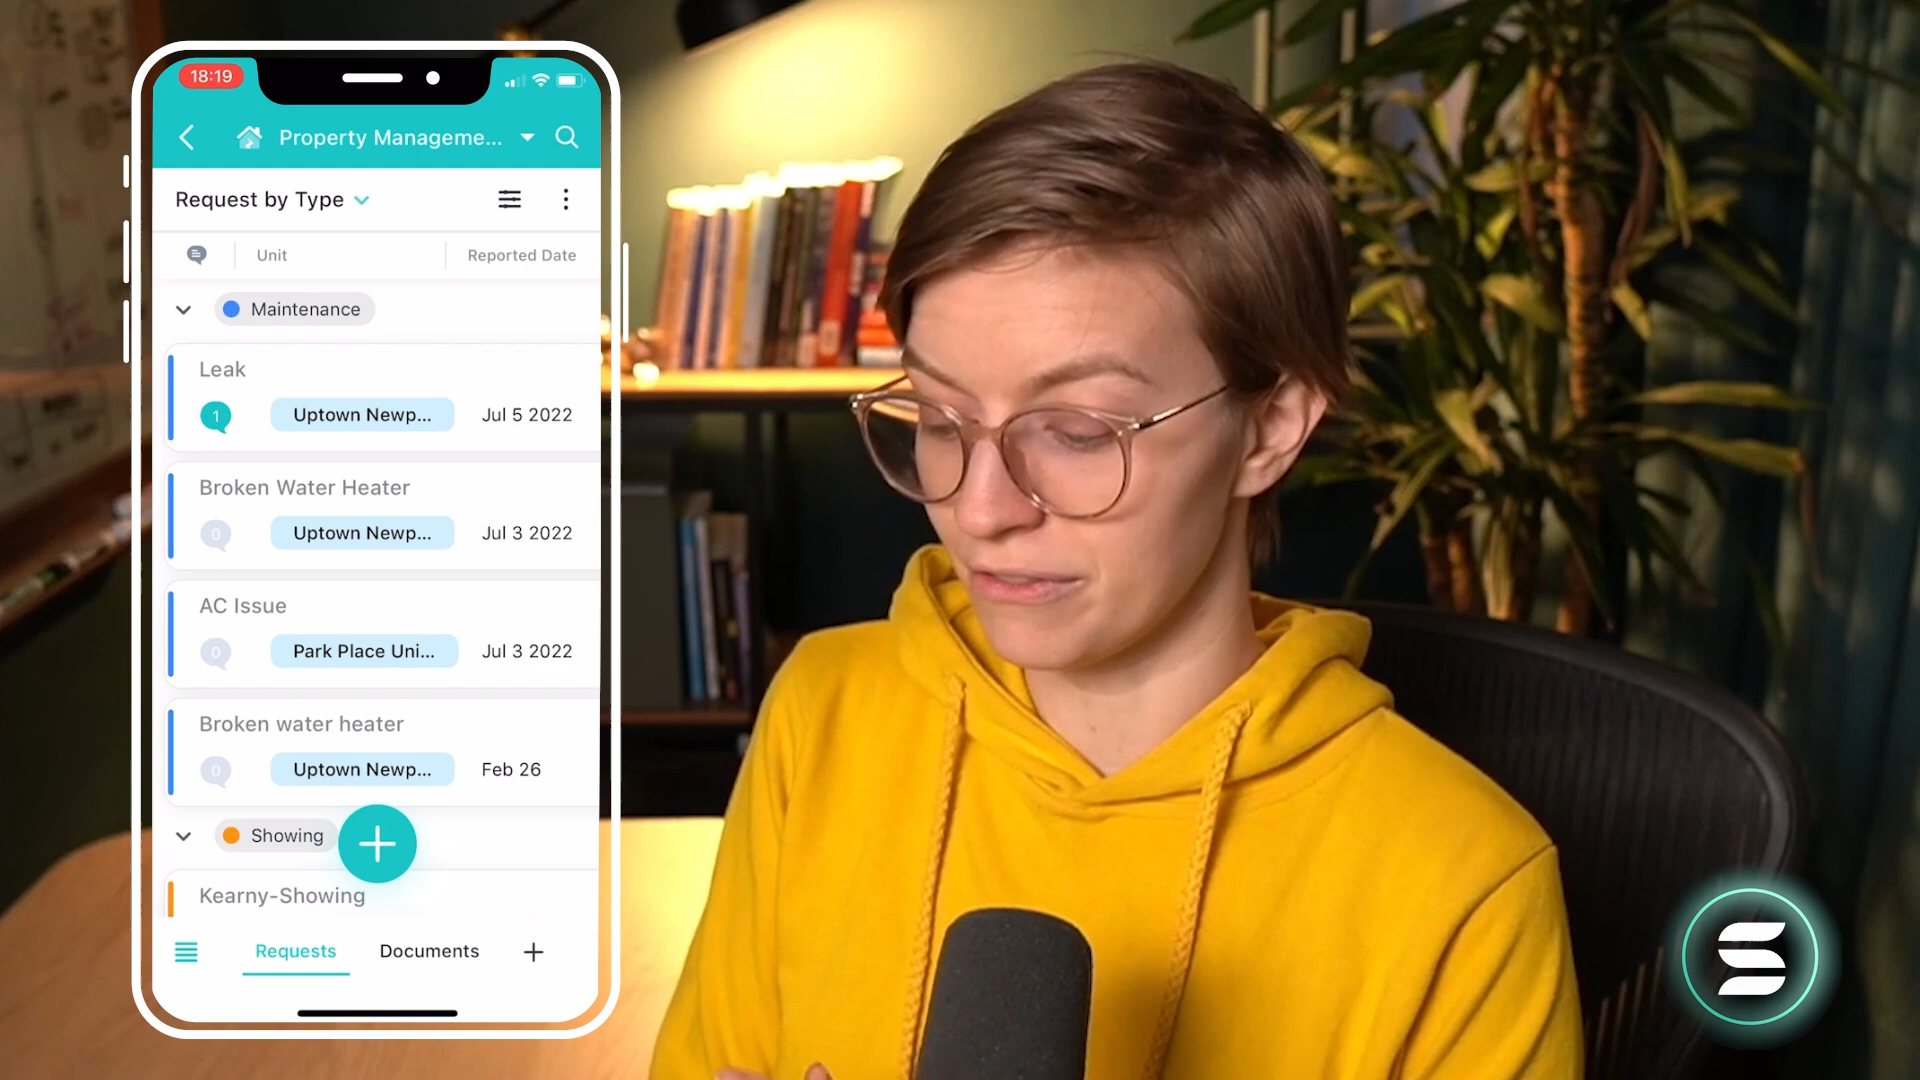 18:19
Property Manageme...
Request by Type
Unit Reported Date
Maintenance
Leak
1 Uptown Newp... Jul 5 2022
Broken Water Heater
0 Uptown Newp... Jul 3 2022
AC Issue
0 Park Place Uni... Jul 3 2022
Broken water heater
0 Uptown Newp... Feb 26
Showing
Kearny-Showing
Requests Documents
S